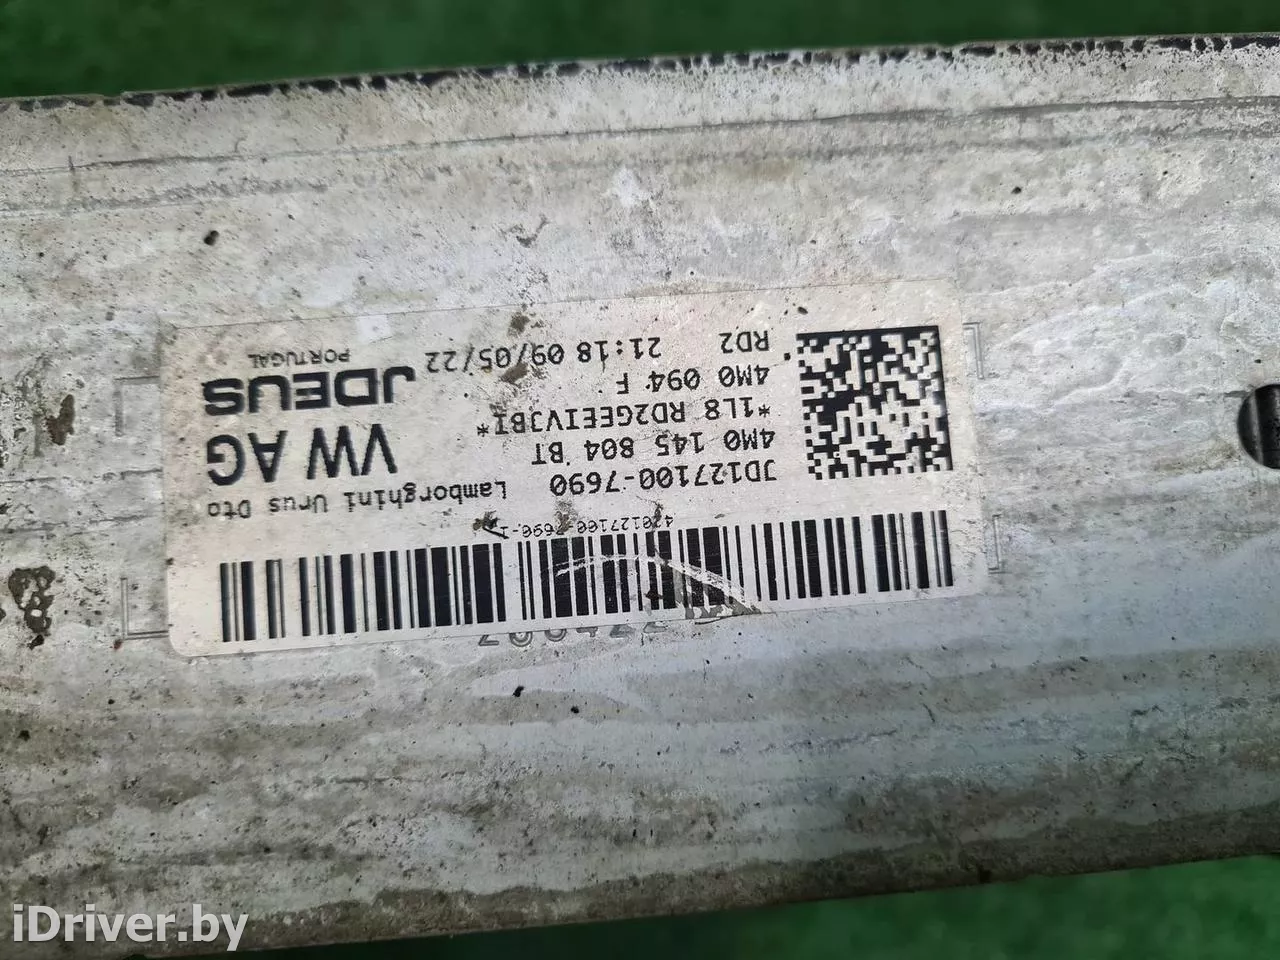 JD127100-7690 Lamborghini Urus Dto
4M0 145 804 BT
VW AG
*1L8 RD2GEEIV3BI*
4M0 094 F
JDEUS
PORTUGAL
RD2 21:18 09/05/22
iDriver.by